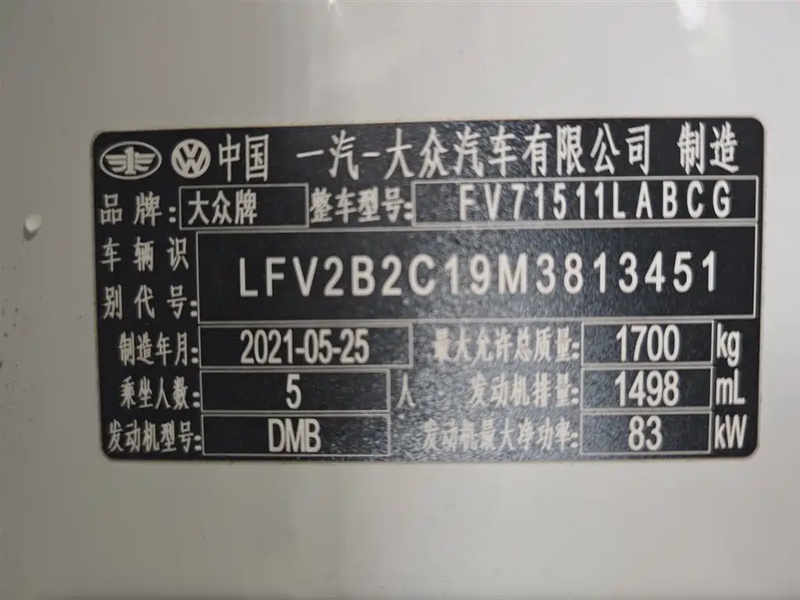 中国 一汽-大众汽车有限公司 制造
品牌: 大众牌 整车型号: FV71511LABCG
车辆识别代号: LFV2B2C19M3813451
制造年月: 2021-05-25 最大允许总质量: 1700 kg
乘坐人数: 5 人 发动机排量: 1498 mL
发动机型号: DMB 发动机最大净功率: 83 kW